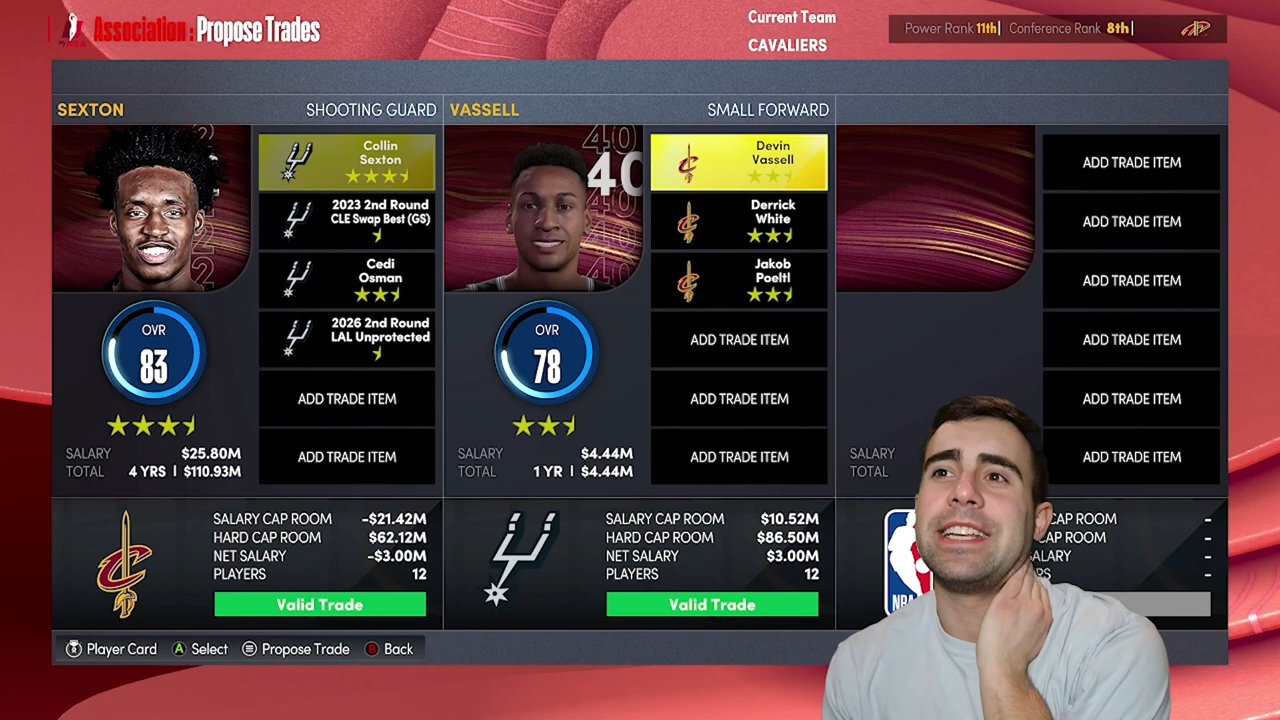 Association : Propose Trades
Current Team
CAVALIERS
Power Rank 11th| Conference Rank 8th|
SEXTON
SHOOTING GUARD
Collin
Sexton
2023 2nd Round
CLE Swap Best (GS)
Cedi
Osman
2026 2nd Round
LAL Unprotected
ADD TRADE ITEM
ADD TRADE ITEM
OVR
83
SALARY $25.80M
TOTAL 4 YRS | $110.93M
VASSELL
SMALL FORWARD
40
Devin
Vassell
Derrick
White
Jakob
Poeltl
ADD TRADE ITEM
ADD TRADE ITEM
ADD TRADE ITEM
OVR
78
SALARY $4.44M
TOTAL 1 YR | $4.44M
ADD TRADE ITEM
ADD TRADE ITEM
ADD TRADE ITEM
ADD TRADE ITEM
ADD TRADE ITEM
ADD TRADE ITEM
SALARY
TOTAL
SALARY CAP ROOM -$21.42M
HARD CAP ROOM $62.12M
NET SALARY -$3.00M
PLAYERS 12
Valid Trade
SALARY CAP ROOM $10.52M
HARD CAP ROOM $86.50M
NET SALARY $3.00M
PLAYERS 12
Valid Trade
NBA
CAP ROOM -
CAP ROOM -
Player Card A Select Propose Trade B Back